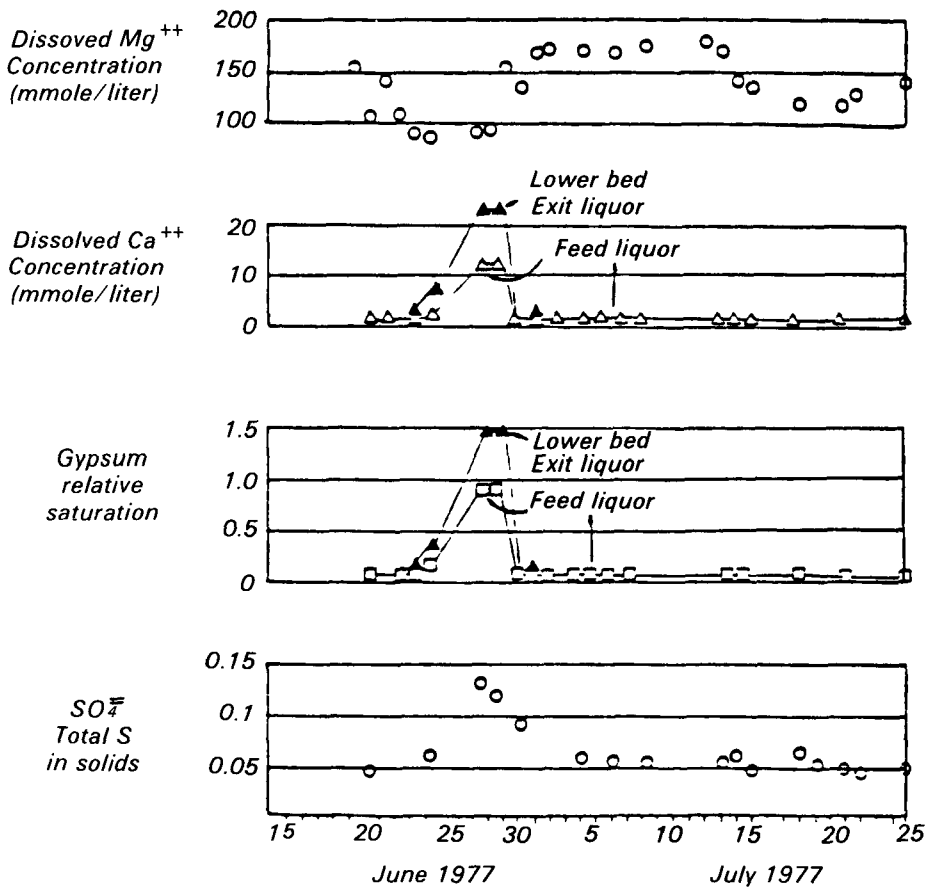 Dissoved Mg++
Concentration
(mmole/liter)
200
150
100
Dissolved Ca++
Concentration
(mmole/liter)
20
10
0
Lower bed
Exit liquor
Feed liquor
Gypsum
relative
saturation
1.5
1.0
0.5
0
Lower bed
Exit liquor
Feed liquor
SO4=
Total S
in solids
0.15
0.1
0.05
15 20 25 30 5 10 15 20 25
June 1977 July 1977